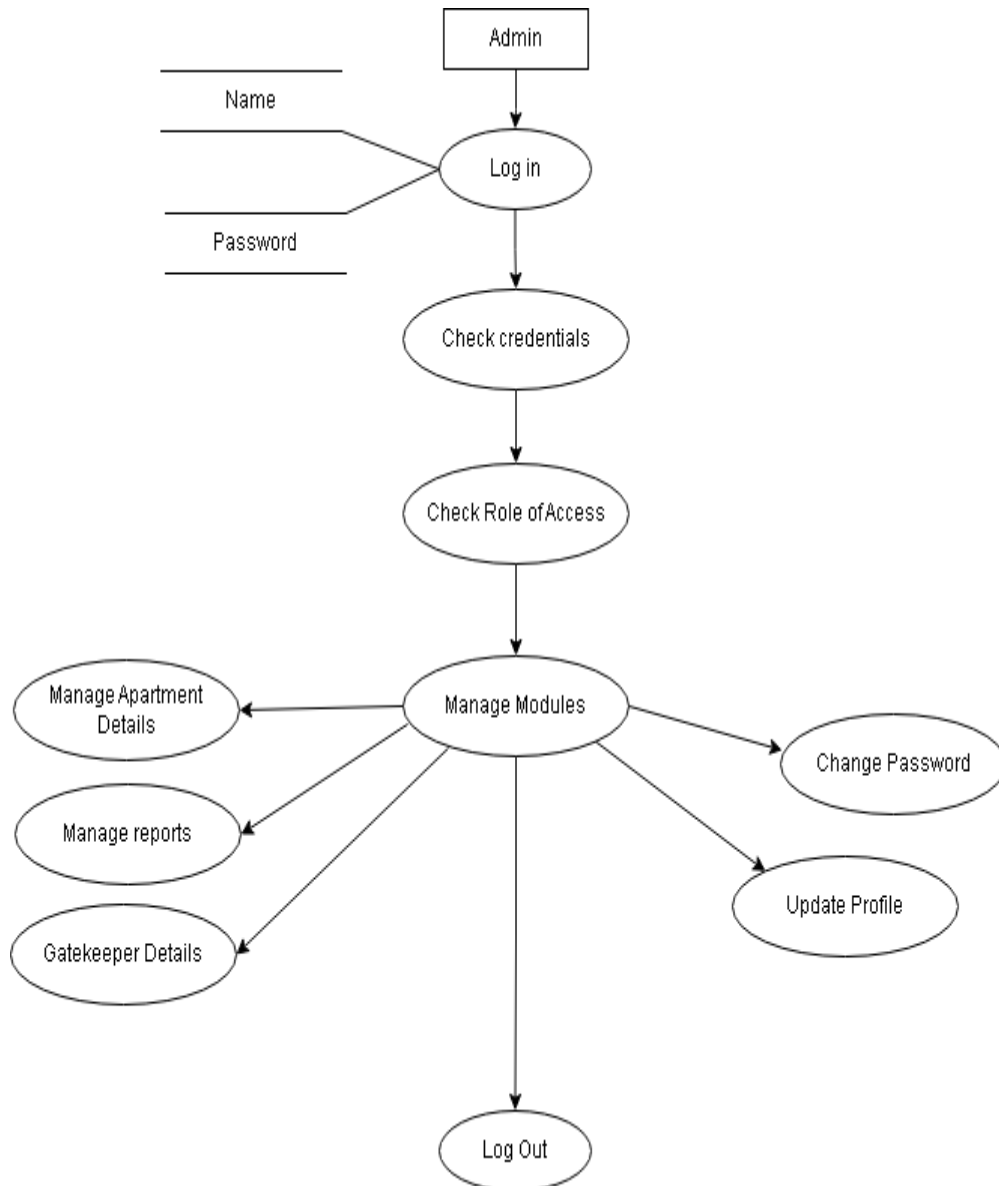 Admin
Name
Log in
Password
Check credentials
Check Role of Access
Manage Apartment
Details
Manage Modules
Change Password
Manage reports
Update Profile
Gatekeeper Details
Log Out